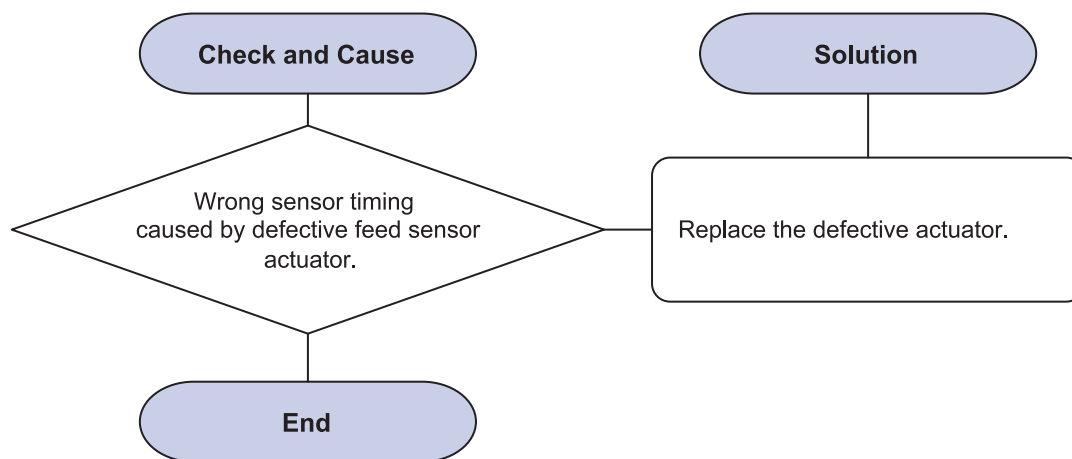 Check and Cause
Solution
Wrong sensor timing
caused by defective feed sensor
actuator.
Replace the defective actuator.
End